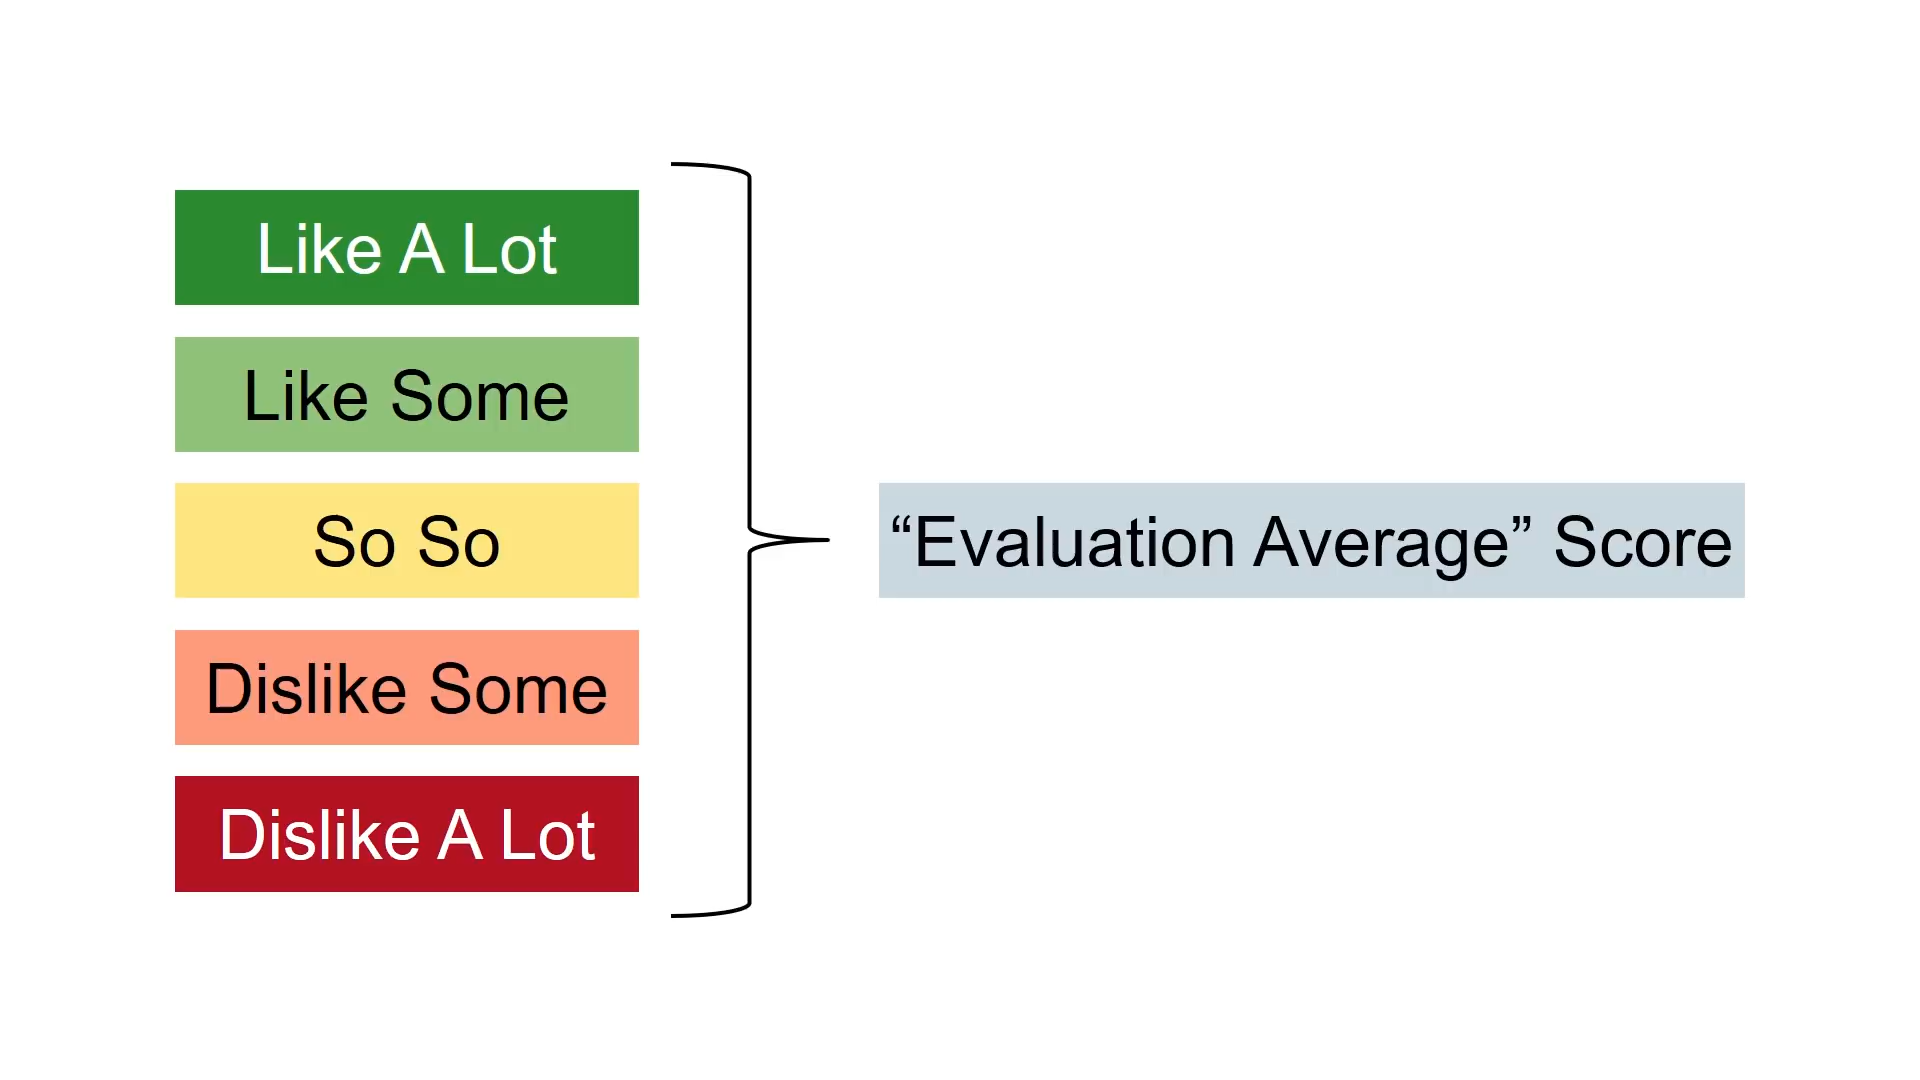 Like A Lot
Like Some
So So
Dislike Some
Dislike A Lot
“Evaluation Average” Score